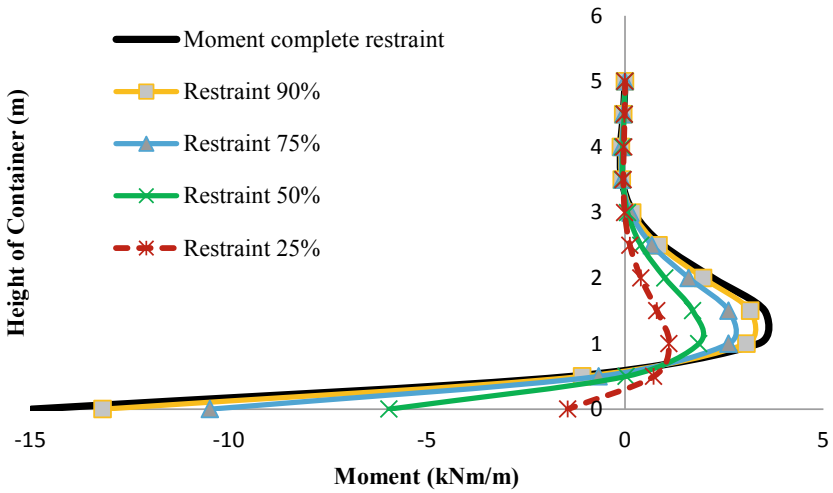 Moment complete restraint
Restraint 90%
Restraint 75%
Restraint 50%
Restraint 25%
Height of Container (m)
6
5
4
3
2
1
0
-15
-10
-5
0
5
Moment (kNm/m)